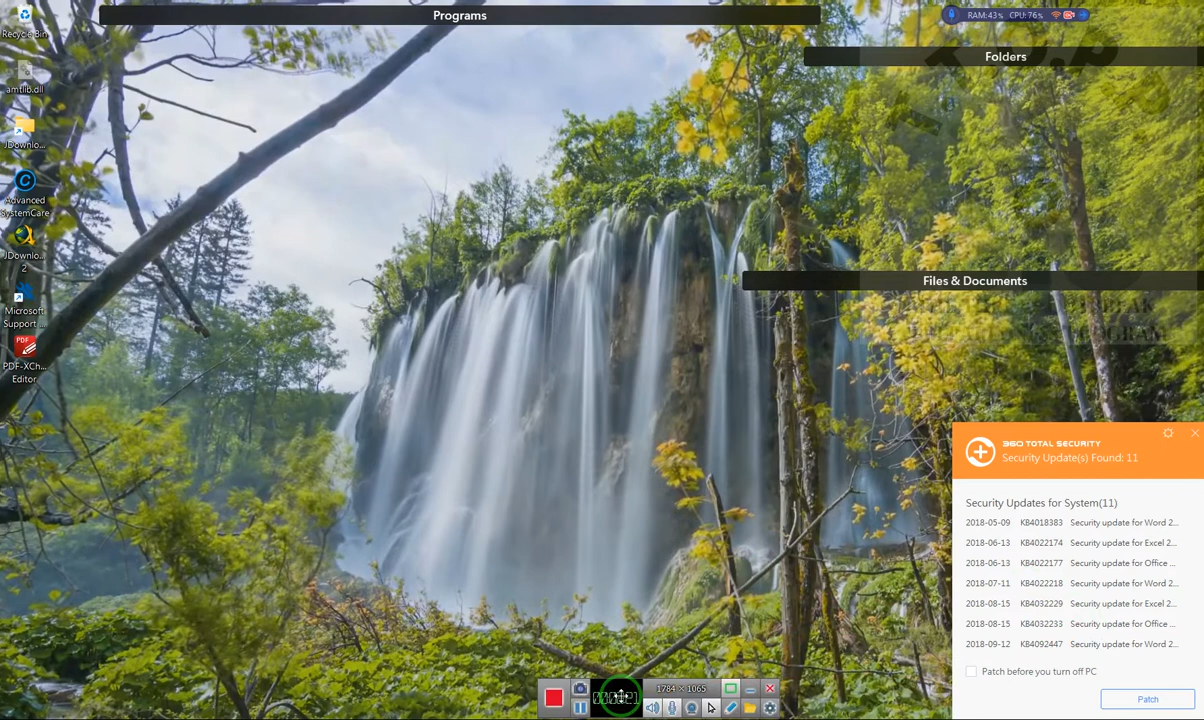 Programs
RAM: 43% CPU: 76%
Folders
Files & Documents
Recycle Bin
amtlib.dll
JDownlo...
Advanced
SystemCare
JDownlo...
2
Microsoft
Support ...
PDF
PDF-XCh...
Editor
360 TOTAL SECURITY
Security Update(s) Found: 11
Security Updates for System(11)
2018-05-09 KB4018383 Security update for Word 2...
2018-06-13 KB4022174 Security update for Excel 2...
2018-06-13 KB4022177 Security update for Office ...
2018-07-11 KB4022218 Security update for Word 2...
2018-08-15 KB4032229 Security update for Excel 2...
2018-08-15 KB4032233 Security update for Office ...
2018-09-12 KB4092447 Security update for Word 2...
Patch before you turn off PC
Patch
1784 × 1065